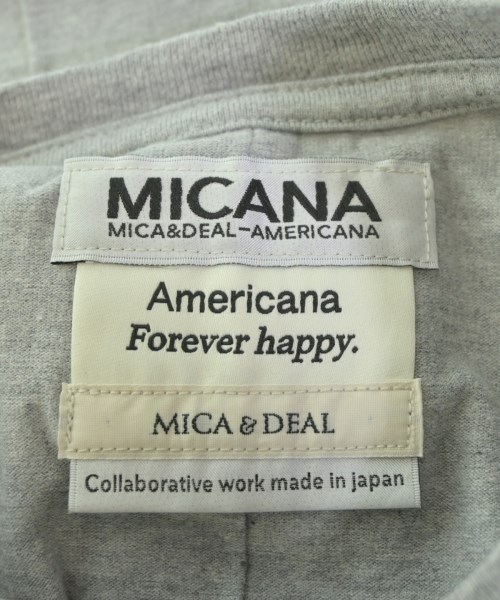 MICANA
MICA&DEAL-AMERICANA
Americana
Forever happy.
MICA & DEAL
Collaborative work made in japan